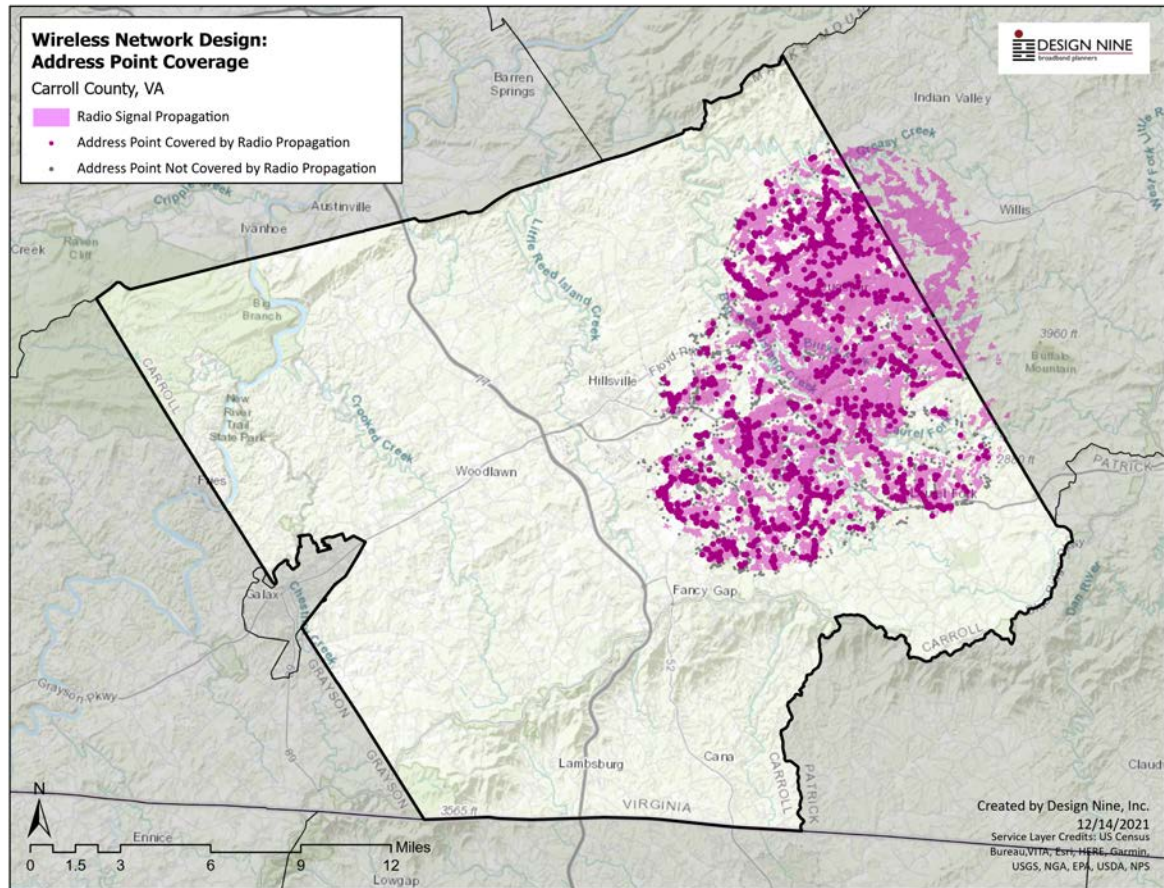 Wireless Network Design:
Address Point Coverage
Carroll County, VA
Radio Signal Propagation
Address Point Covered by Radio Propagation
Address Point Not Covered by Radio Propagation
DESIGN NINE
broadband planners
Barren
Springs
Indian Valley
Greasy Creek
Cripple Creek
Austinville
Ivanhoe
Willis
Creek
Raven
Cliff
Little Reed Island Creek
Big
Branch
3960 ft
Buffalo
Mountain
CARROLL
Hillsville
New
River
Trail
State Park
Crooked Creek
77
Woodlawn
Fries
PATRICK
Galax
Chestnut Creek
Fancy Gap
CARROLL
Dan River
52
Grayson Pkwy
GRAYSON
89
GRAYSON
Lambsburg
Cana
CARROLL
PATRICK
Claud
3565 ft
VIRGINIA
N
Ennice
Lowgap
0 1.5 3 6 9 12
Miles
Created by Design Nine, Inc.
12/14/2021
Service Layer Credits: US Census
Bureau,VITA, Esri, HERE, Garmin,
USGS, NGA, EPA, USDA, NPS